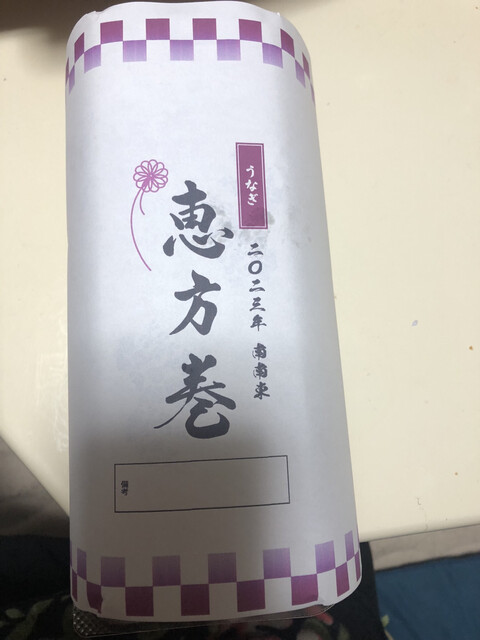 うなぎ
二〇二三年 南南東
恵方巻
備考